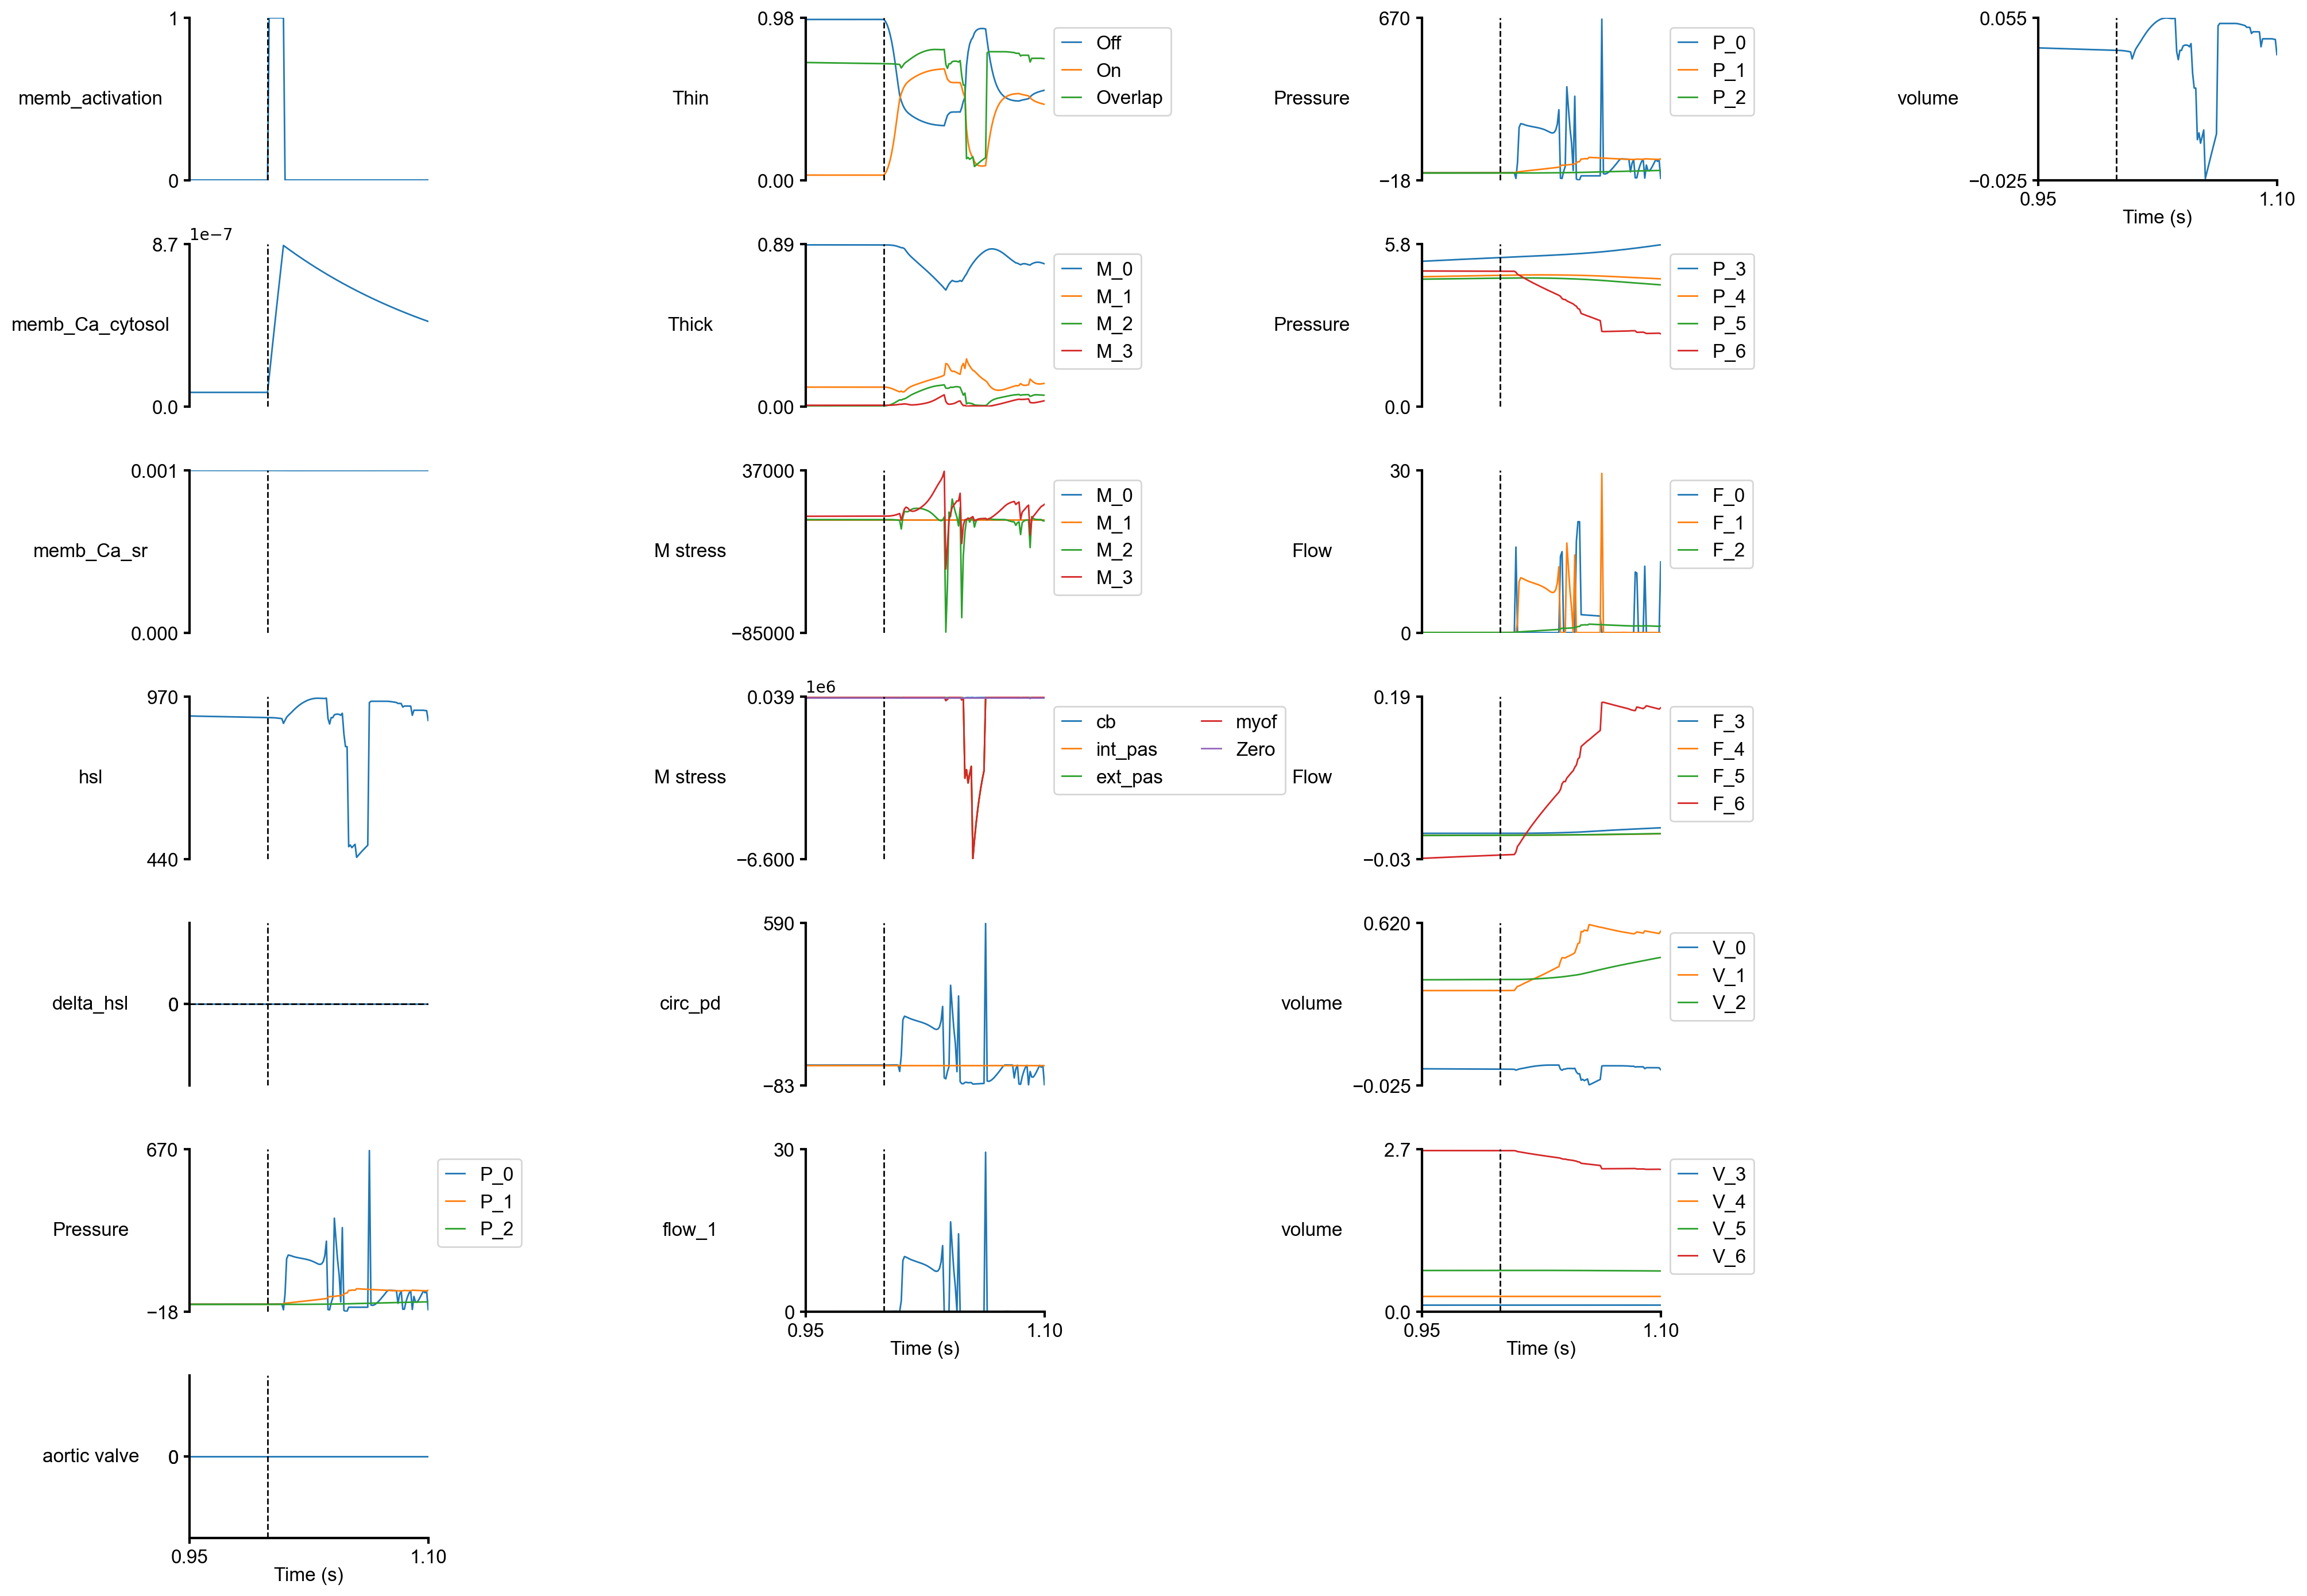 1
memb_activation
0
0.98
Thin
0.00
Off
On
Overlap
670
Pressure
−18
P_0
P_1
P_2
0.055
volume
−0.025
0.95
1.10
Time (s)
1e−7
8.7
memb_Ca_cytosol
0.0
0.89
Thick
0.00
M_0
M_1
M_2
M_3
5.8
Pressure
0.0
P_3
P_4
P_5
P_6
0.001
memb_Ca_sr
0.000
37000
M stress
−85000
M_0
M_1
M_2
M_3
30
Flow
0
F_0
F_1
F_2
970
hsl
440
1e6
0.039
M stress
−6.600
cb
int_pas
ext_pas
myof
Zero
0.19
Flow
−0.03
F_3
F_4
F_5
F_6
delta_hsl
0
590
circ_pd
−83
0.620
volume
−0.025
V_0
V_1
V_2
670
Pressure
−18
P_0
P_1
P_2
30
flow_1
0
0.95
1.10
Time (s)
2.7
volume
0.0
0.95
1.10
Time (s)
V_3
V_4
V_5
V_6
aortic valve
0
0.95
1.10
Time (s)